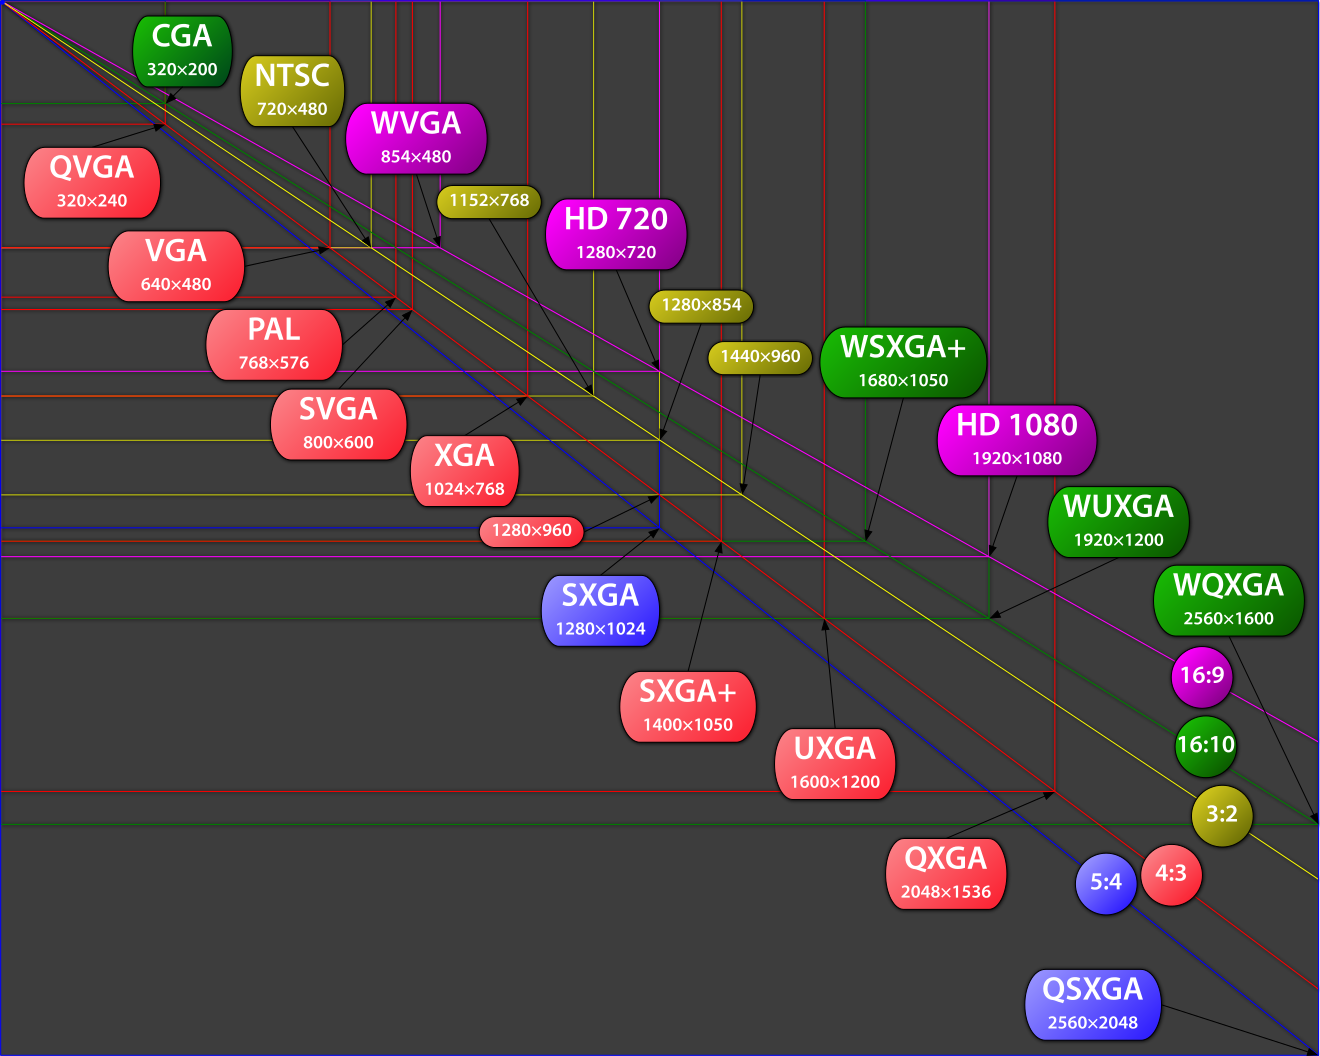 CGA
320×200
NTSC
720×480
WVGA
854×480
QVGA
320×240
1152×768
HD 720
1280×720
VGA
640×480
1280×854
PAL
768×576
1440×960
WSXGA+
1680×1050
SVGA
800×600
HD 1080
1920×1080
XGA
1024×768
WUXGA
1920×1200
1280×960
SXGA
1280×1024
WQXGA
2560×1600
16:9
SXGA+
1400×1050
16:10
UXGA
1600×1200
3:2
QXGA
2048×1536
4:3
5:4
QSXGA
2560×2048